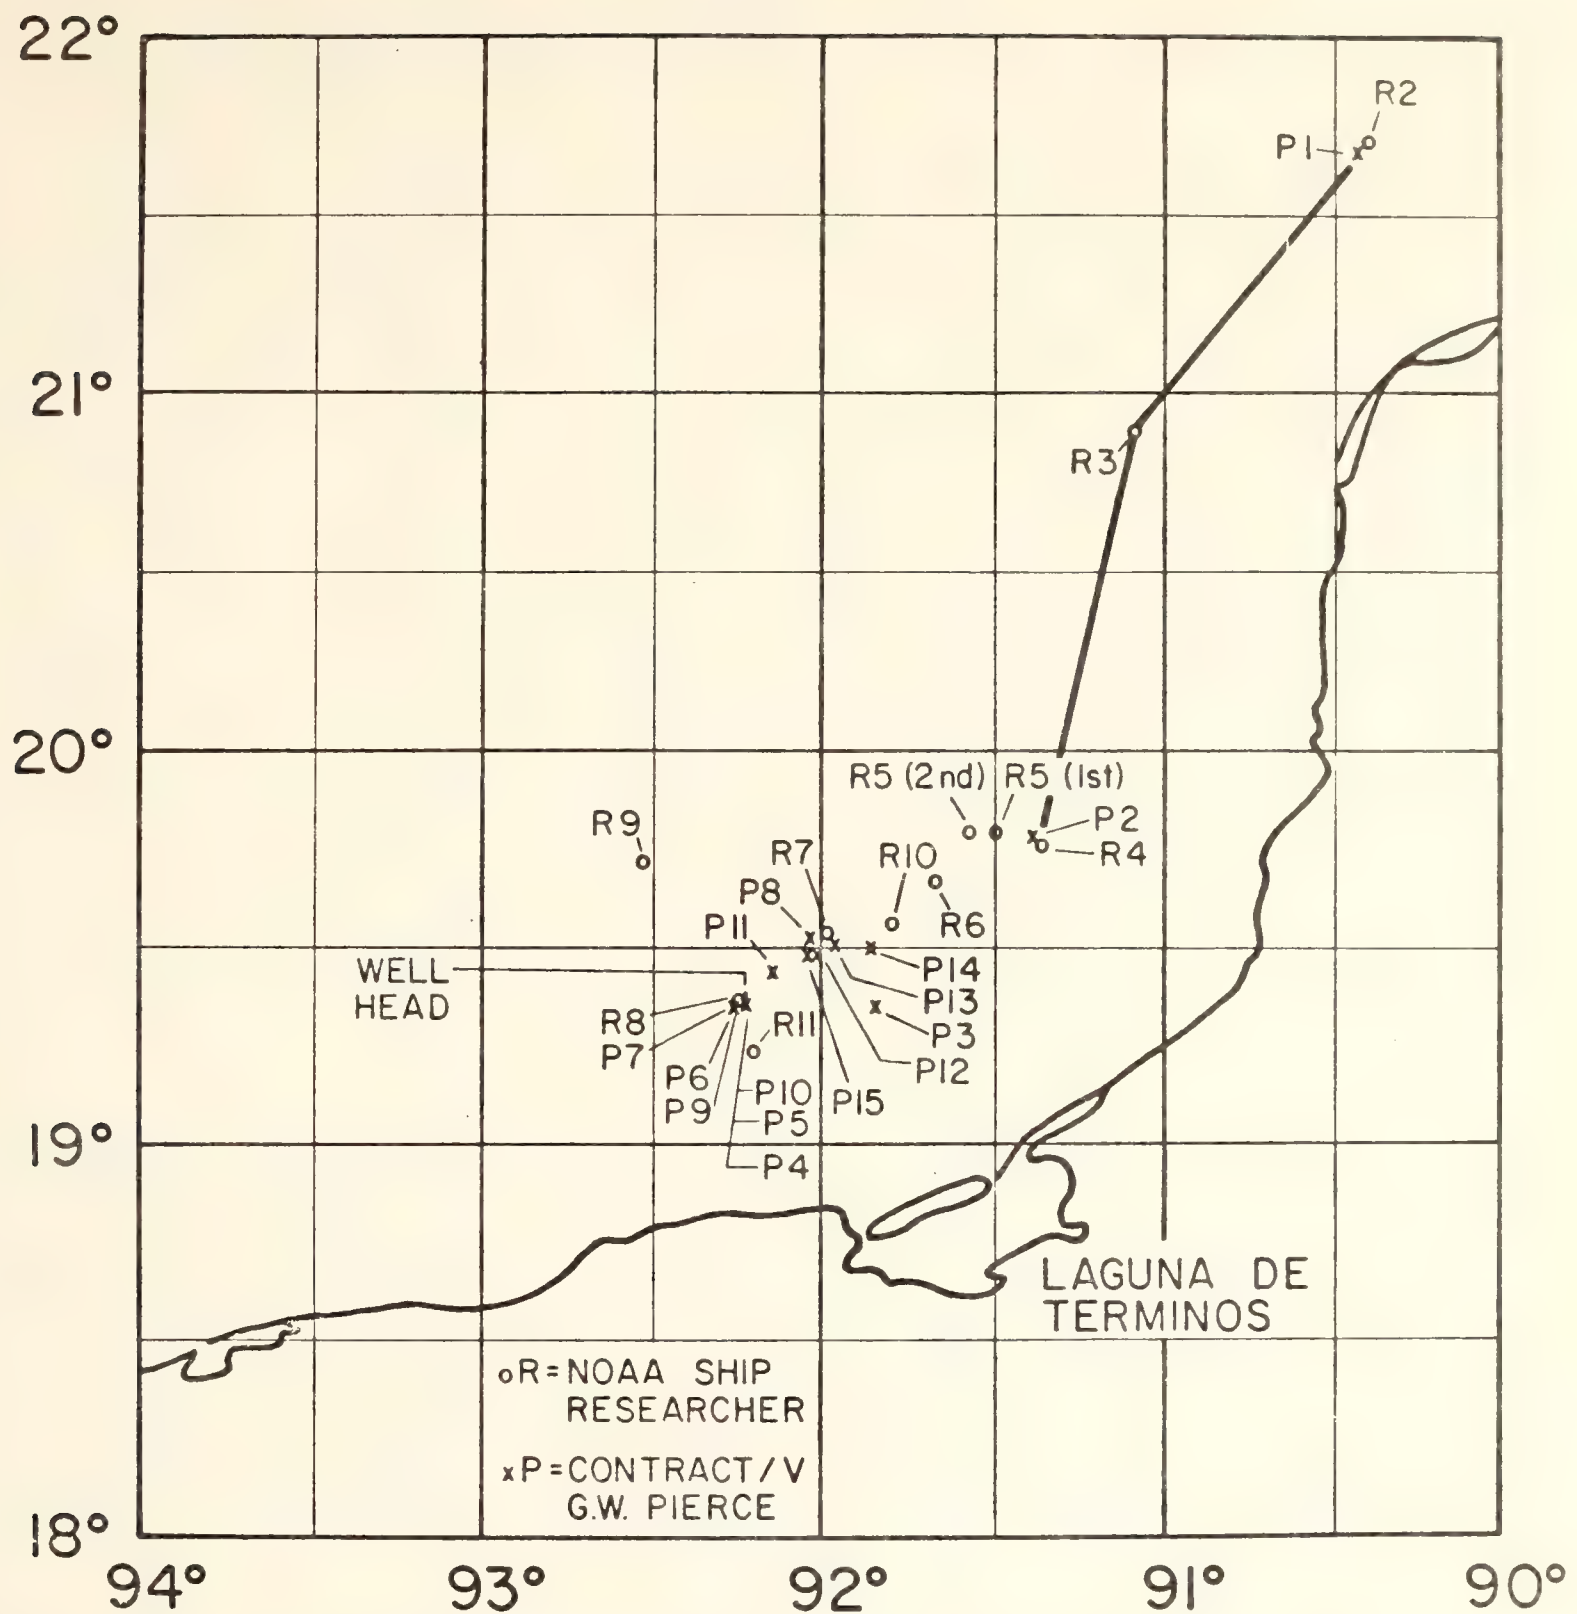 22°
R2
P1
21°
R3
20°
R5 (2nd)
R5 (1st)
R9
P2
R7
R10
R4
P8
P11
R6
WELL
HEAD
P14
P13
R8
R11
P3
P7
P12
P6
P10
P15
P9
P5
19°
P4
LAGUNA DE
TERMINOS
oR=NOAA SHIP
RESEARCHER
xP=CONTRACT/V
G.W. PIERCE
18°
94°
93°
92°
91°
90°